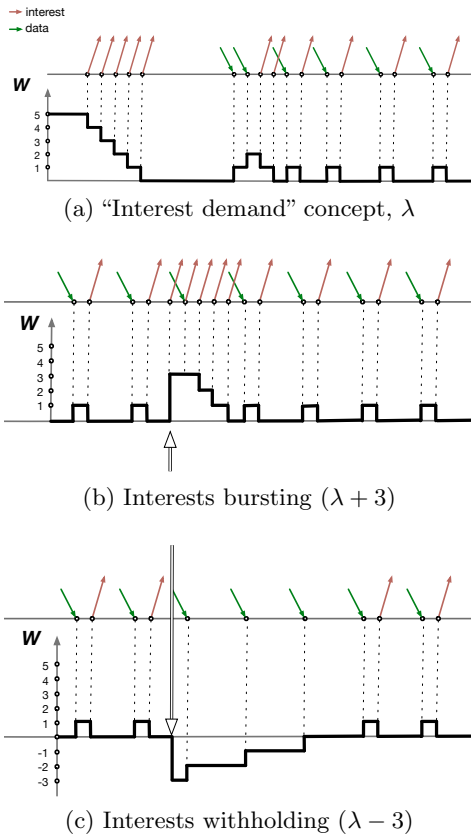 interest
data
W
5
4
3
2
1
(a) “Interest demand” concept, λ
W
5
4
3
2
1
(b) Interests bursting (λ + 3)
W
5
4
3
2
1
-1
-2
-3
(c) Interests withholding (λ − 3)